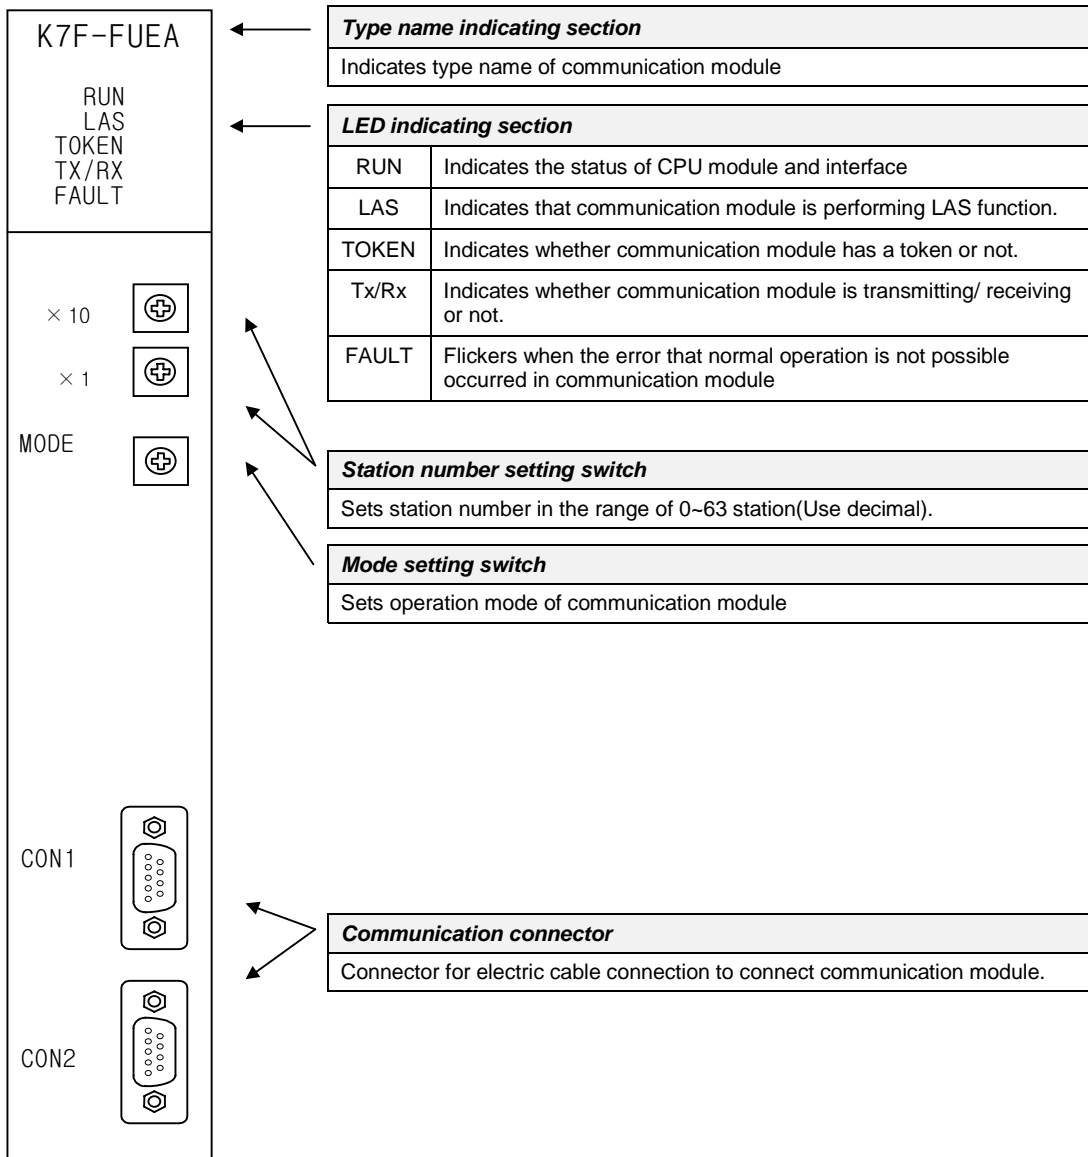 K7F-FUEA
RUN
LAS
TOKEN
TX/RX
FAULT
× 10
× 1
MODE
CON1
CON2
Type name indicating section
Indicates type name of communication module
LED indicating section
RUN Indicates the status of CPU module and interface
LAS Indicates that communication module is performing LAS function.
TOKEN Indicates whether communication module has a token or not.
Tx/Rx Indicates whether communication module is transmitting/ receiving
or not.
FAULT Flickers when the error that normal operation is not possible
occurred in communication module
Station number setting switch
Sets station number in the range of 0~63 station(Use decimal).
Mode setting switch
Sets operation mode of communication module
Communication connector
Connector for electric cable connection to connect communication module.